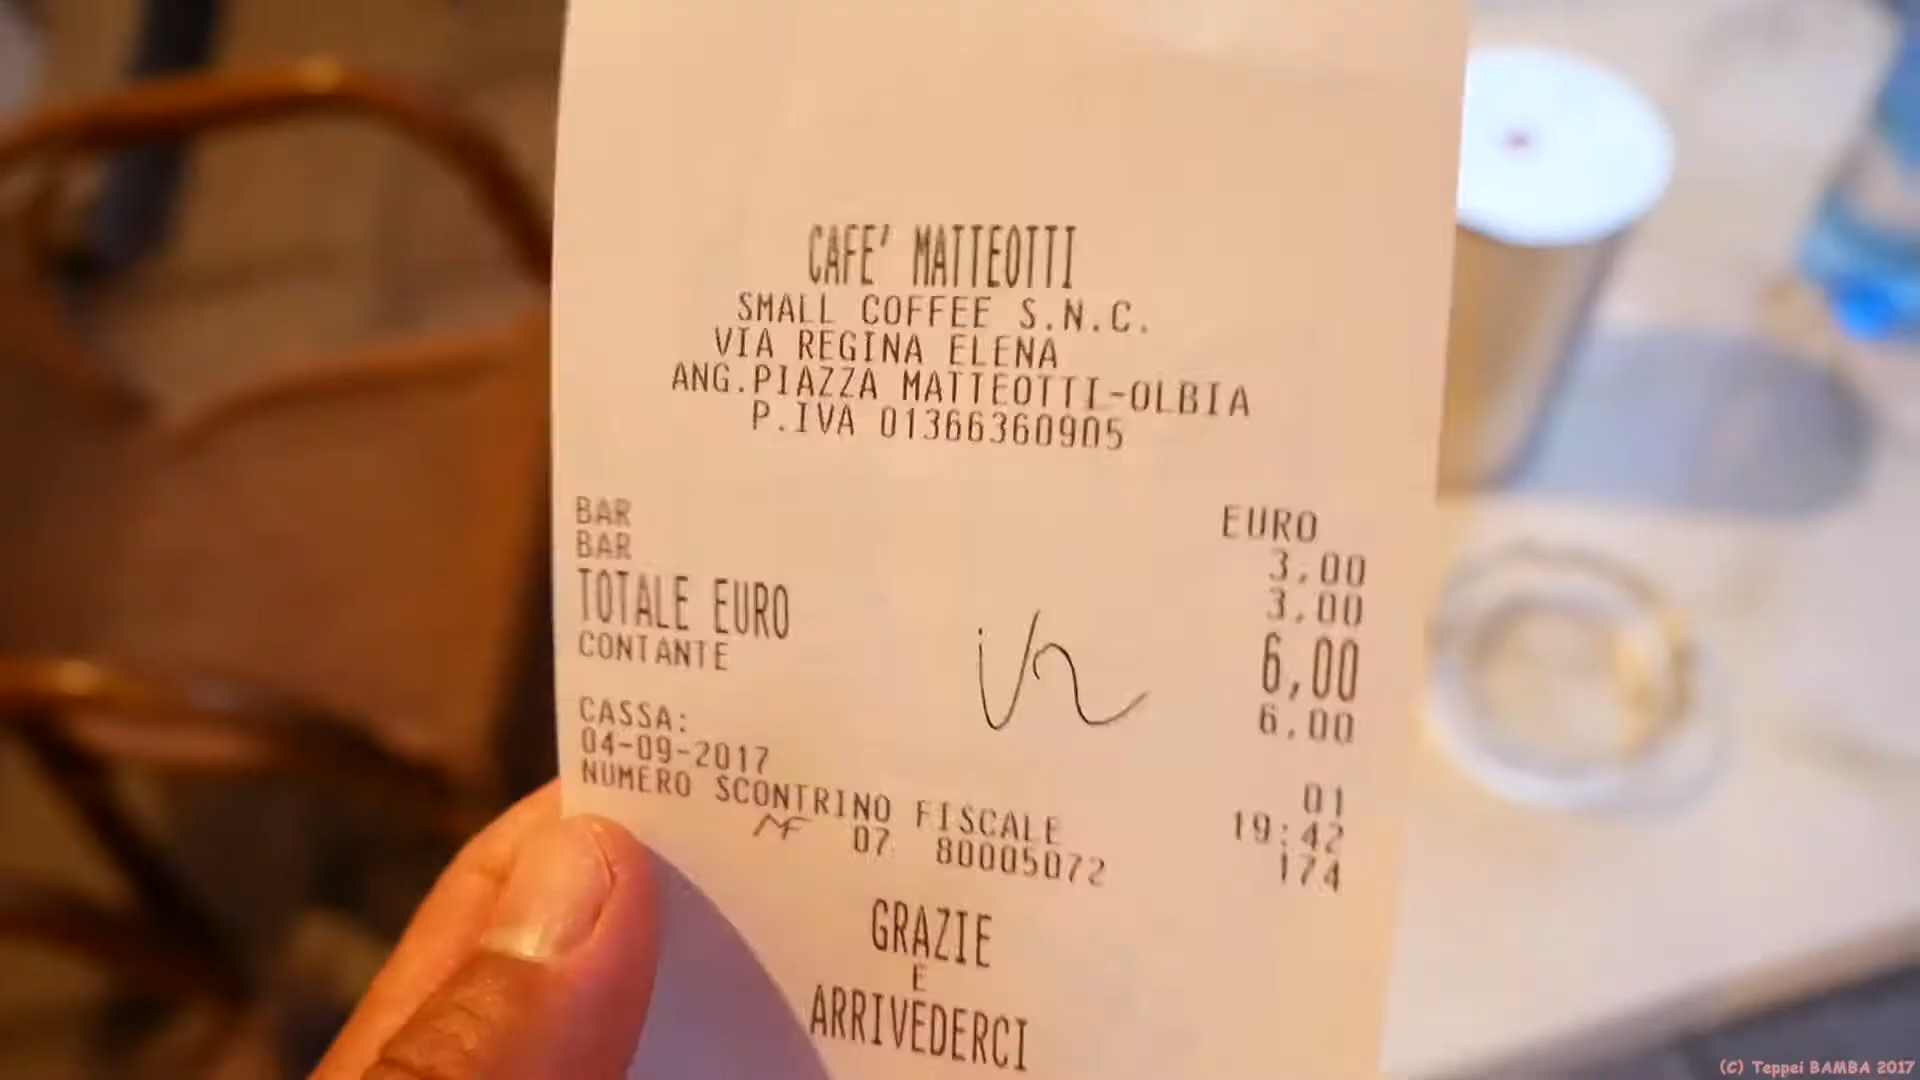 CAFE' MATTEOTTI
SMALL COFFEE S.N.C.
VIA REGINA ELENA
ANG.PIAZZA MATTEOTTI-OLBIA
P.IVA 01366360905
EURO
BAR 3,00
BAR 3,00
TOTALE EURO 6,00
CONTANTE 6,00
CASSA: 01
04-09-2017 19:42
NUMERO SCONTRINO FISCALE 174
MF 07 80005072
GRAZIE
E
ARRIVEDERCI
(C) Teppei BAMBA 2017